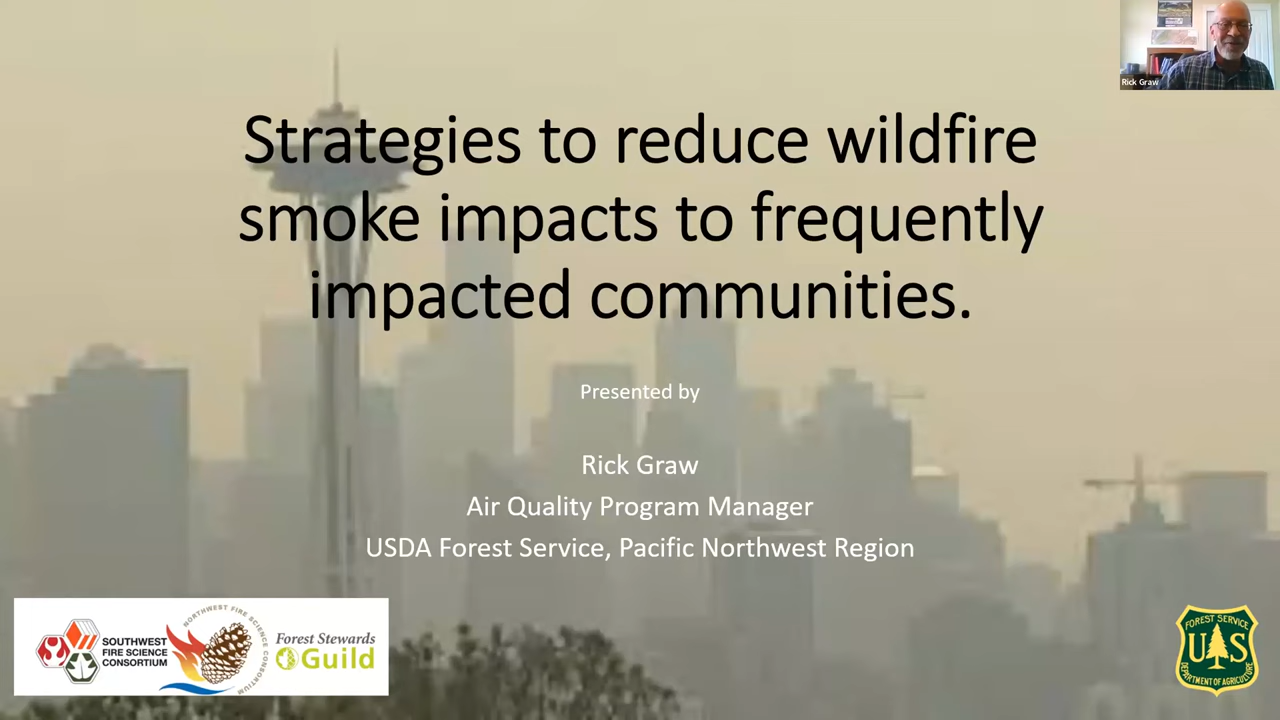 Strategies to reduce wildfire
smoke impacts to frequently
impacted communities.
Presented by
Rick Graw
Air Quality Program Manager
USDA Forest Service, Pacific Northwest Region
Rick Graw
SOUTHWEST
FIRE SCIENCE
CONSORTIUM
NORTHWEST FIRE SCIENCE CONSORTIUM
Forest Stewards
Guild
FOREST SERVICE
U S
DEPARTMENT OF AGRICULTURE